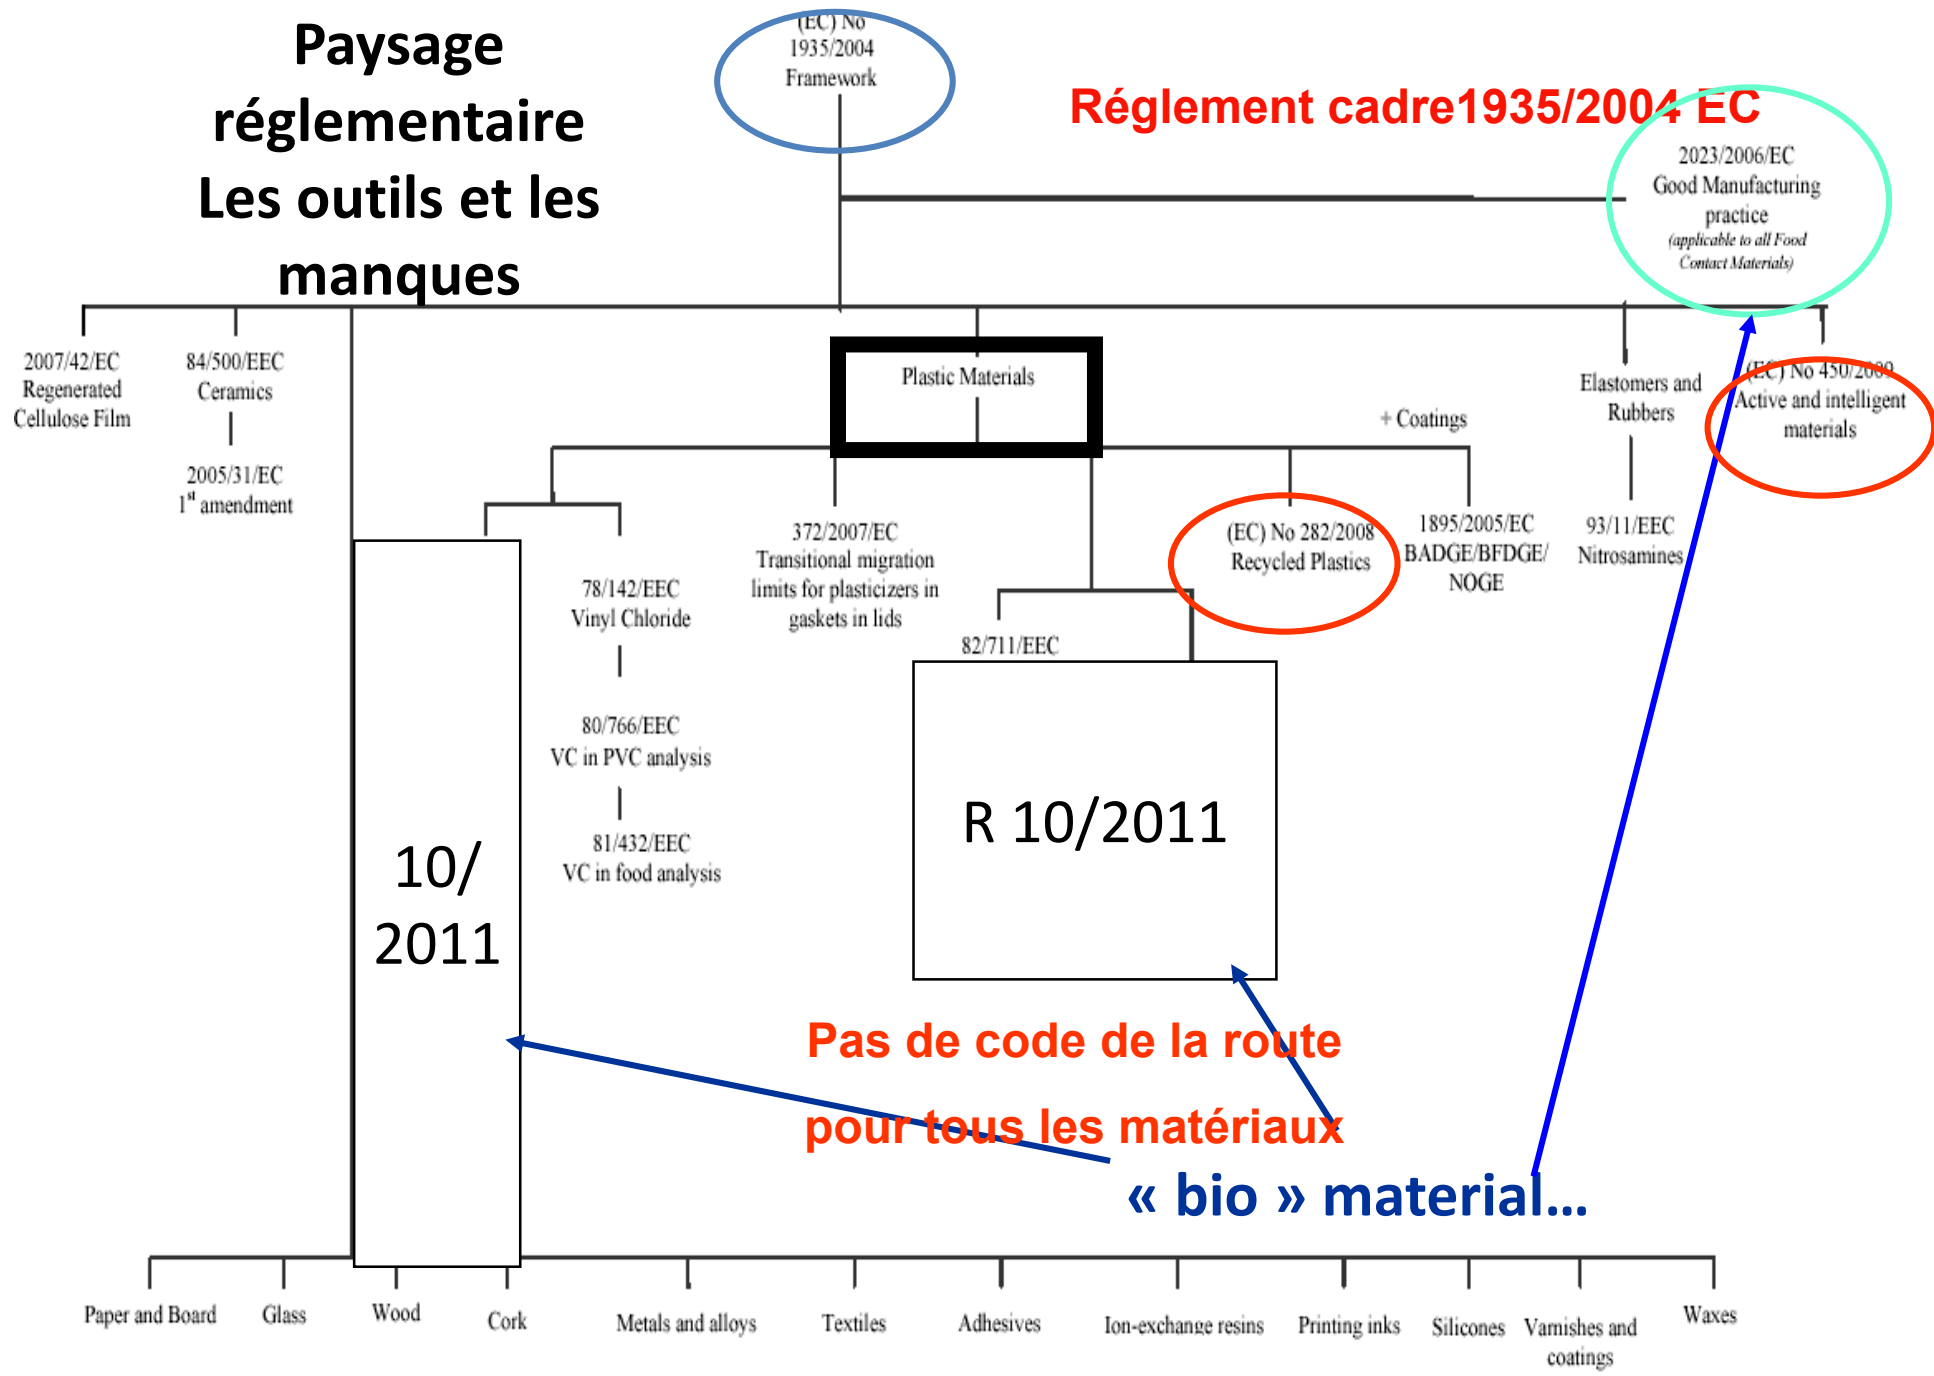 Paysage
réglementaire
Les outils et les
manques
(EC) No
1935/2004
Framework
Réglement cadre1935/2004 EC
2023/2006/EC
Good Manufacturing
practice
(applicable to all Food
Contact Materials)
2007/42/EC
Regenerated
Cellulose Film
84/500/EEC
Ceramics
2005/31/EC
1st amendment
Plastic Materials
+ Coatings
Elastomers and
Rubbers
(EC) No 450/2009
Active and intelligent
materials
372/2007/EC
Transitional migration
limits for plasticizers in
gaskets in lids
(EC) No 282/2008
Recycled Plastics
1895/2005/EC
BADGE/BFDGE/
NOGE
93/11/EEC
Nitrosamines
78/142/EEC
Vinyl Chloride
82/711/EEC
80/766/EEC
VC in PVC analysis
81/432/EEC
VC in food analysis
10/
2011
R 10/2011
Pas de code de la route
pour tous les matériaux
« bio » material...
Paper and Board
Glass
Wood
Cork
Metals and alloys
Textiles
Adhesives
Ion-exchange resins
Printing inks
Silicones
Varnishes and
coatings
Waxes